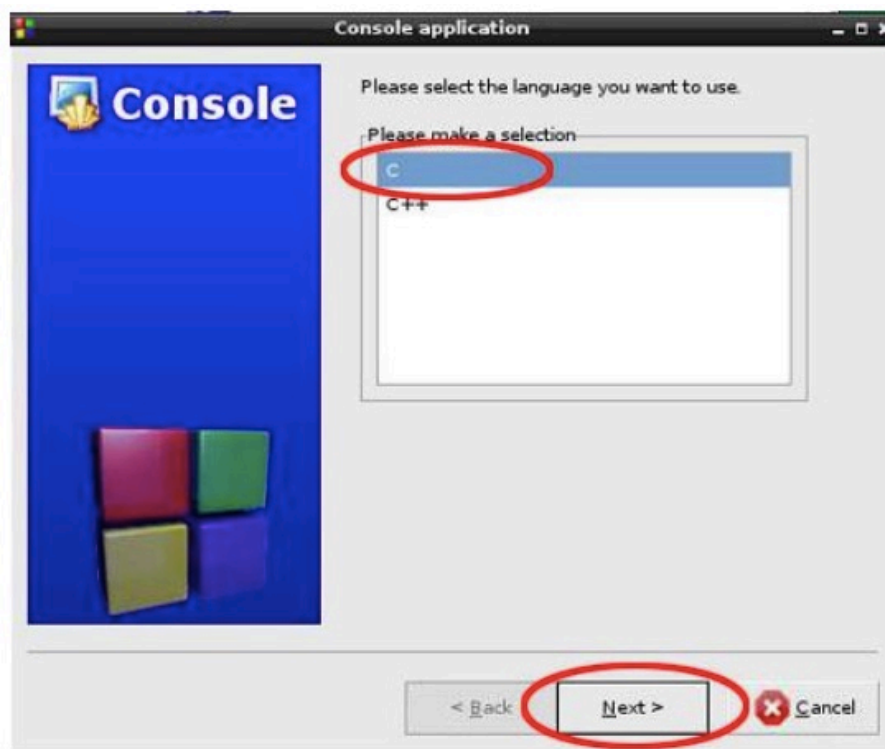 Console application
Console
Please select the language you want to use.
Please make a selection
C
C++
< Back
Next >
Cancel